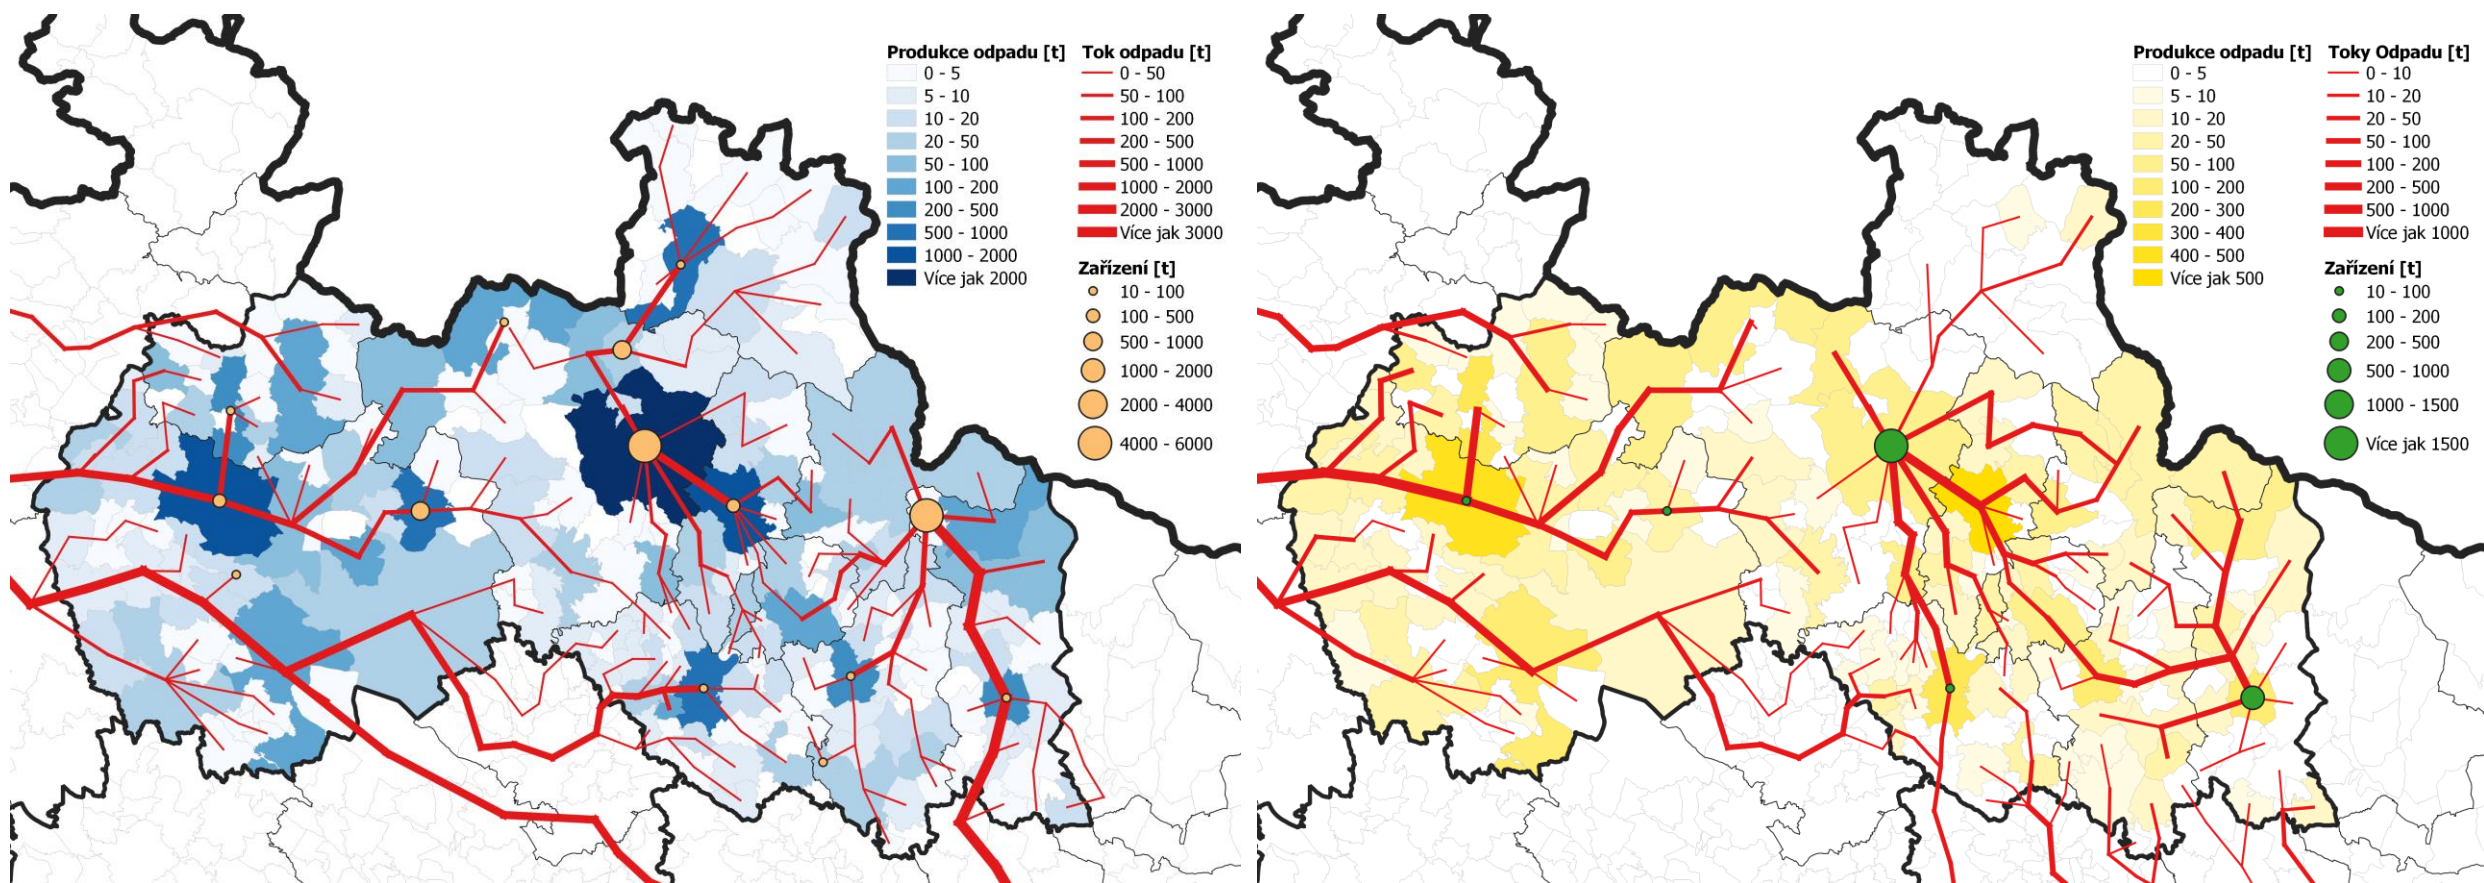 Produkce odpadu [t]
0 - 5
5 - 10
10 - 20
20 - 50
50 - 100
100 - 200
200 - 500
500 - 1000
1000 - 2000
Více jak 2000
Tok odpadu [t]
0 - 50
50 - 100
100 - 200
200 - 500
500 - 1000
1000 - 2000
2000 - 3000
Více jak 3000
Zařízení [t]
10 - 100
100 - 500
500 - 1000
1000 - 2000
2000 - 4000
4000 - 6000
Produkce odpadu [t]
0 - 5
5 - 10
10 - 20
20 - 50
50 - 100
100 - 200
200 - 300
300 - 400
400 - 500
Více jak 500
Toky Odpadu [t]
0 - 10
10 - 20
20 - 50
50 - 100
100 - 200
200 - 500
500 - 1000
Více jak 1000
Zařízení [t]
10 - 100
100 - 200
200 - 500
500 - 1000
1000 - 1500
Více jak 1500